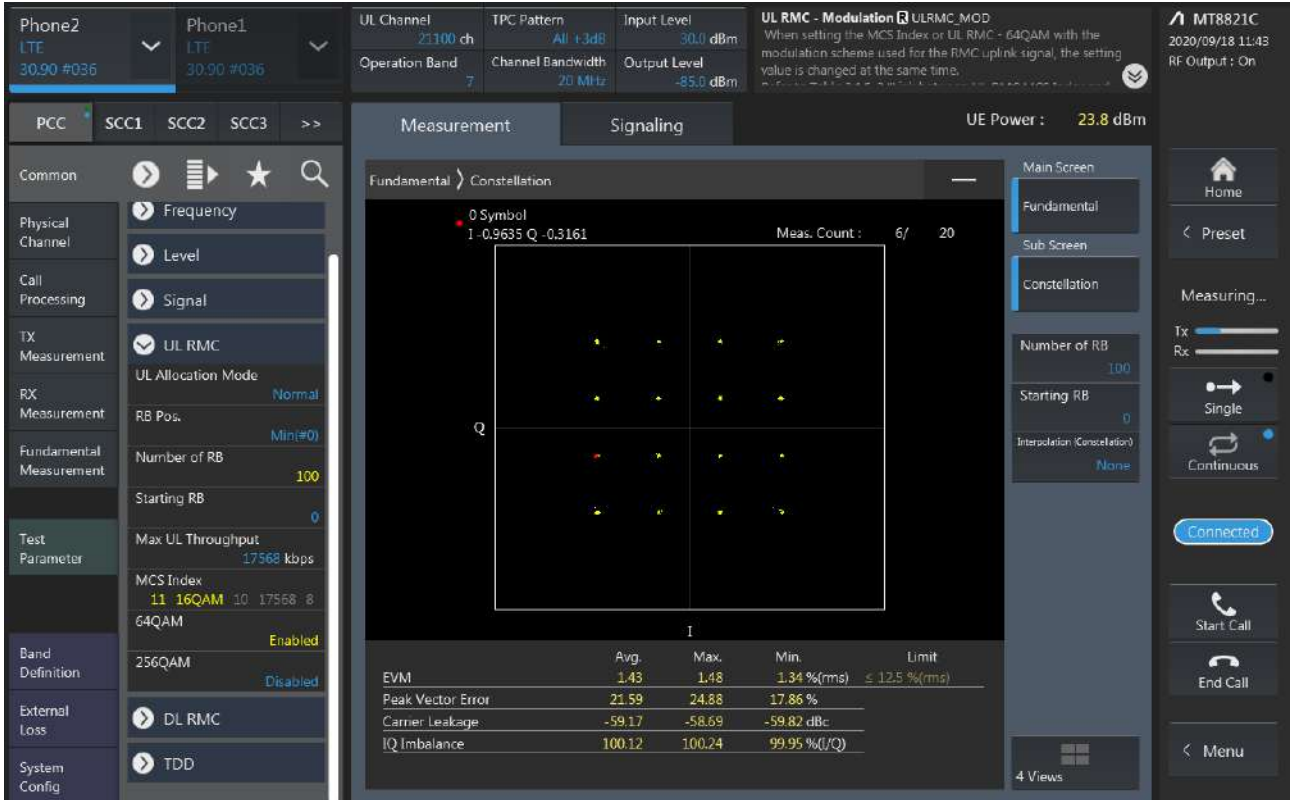 Phone2
LTE
30.90 #036
Phone1
LTE
30.90 #036
UL Channel
21100 ch
TPC Pattern
All +3dB
Input Level
30.0 dBm
Operation Band
7
Channel Bandwidth
20 MHz
Output Level
-85.0 dBm
UL RMC - Modulation R ULRMC_MOD
When setting the MCS Index or UL RMC - 64QAM with the
modulation scheme used for the RMC uplink signal, the setting
value is changed at the same time.
MT8821C
2020/09/18 11:43
RF Output : On
PCC SCC1 SCC2 SCC3 >>
Measurement
Signaling
UE Power : 23.8 dBm
Common
Physical
Channel
Call
Processing
TX
Measurement
RX
Measurement
Fundamental
Measurement
Test
Parameter
Band
Definition
External
Loss
System
Config
Frequency
Level
Signal
UL RMC
UL Allocation Mode
Normal
RB Pos.
Min(#0)
Number of RB
100
Starting RB
0
Max UL Throughput
17568 kbps
MCS Index
11 16QAM 10 17568 8
64QAM
Enabled
256QAM
Disabled
DL RMC
TDD
Fundamental > Constellation
0 Symbol
I -0.9635 Q -0.3161
Meas. Count : 6/ 20
Q
I
Avg. Max. Min. Limit
EVM 1.43 1.48 1.34 %(rms) ≤ 12.5 %(rms)
Peak Vector Error 21.59 24.88 17.86 %
Carrier Leakage -59.17 -58.69 -59.82 dBc
IQ Imbalance 100.12 100.24 99.95 %(I/Q)
Main Screen
Fundamental
Sub Screen
Constellation
Number of RB
100
Starting RB
0
Interpolation (Constellation)
None
4 Views
Home
< Preset
Measuring...
Tx
Rx
Single
Continuous
Connected
Start Call
End Call
< Menu